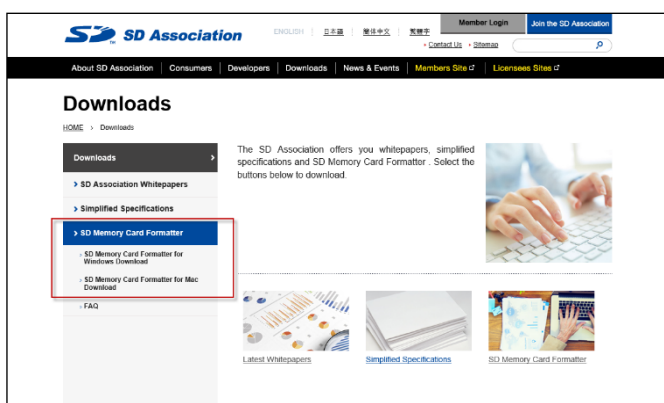 SD TM SD Association
ENGLISH | 日本語 | 简体中文 | 繁體中文
Member Login
Join the SD Association
› Contact Us › Sitemap
About SD Association | Consumers | Developers | Downloads | News & Events | Members Site | Licensees Sites
Downloads
HOME > Downloads
Downloads >
> SD Association Whitepapers
> Simplified Specifications
> SD Memory Card Formatter
> SD Memory Card Formatter for
Windows Download
> SD Memory Card Formatter for Mac
Download
> FAQ
The SD Association offers you whitepapers, simplified
specifications and SD Memory Card Formatter . Select the
buttons below to download.
Latest Whitepapers
Simplified Specifications
SD Memory Card Formatter